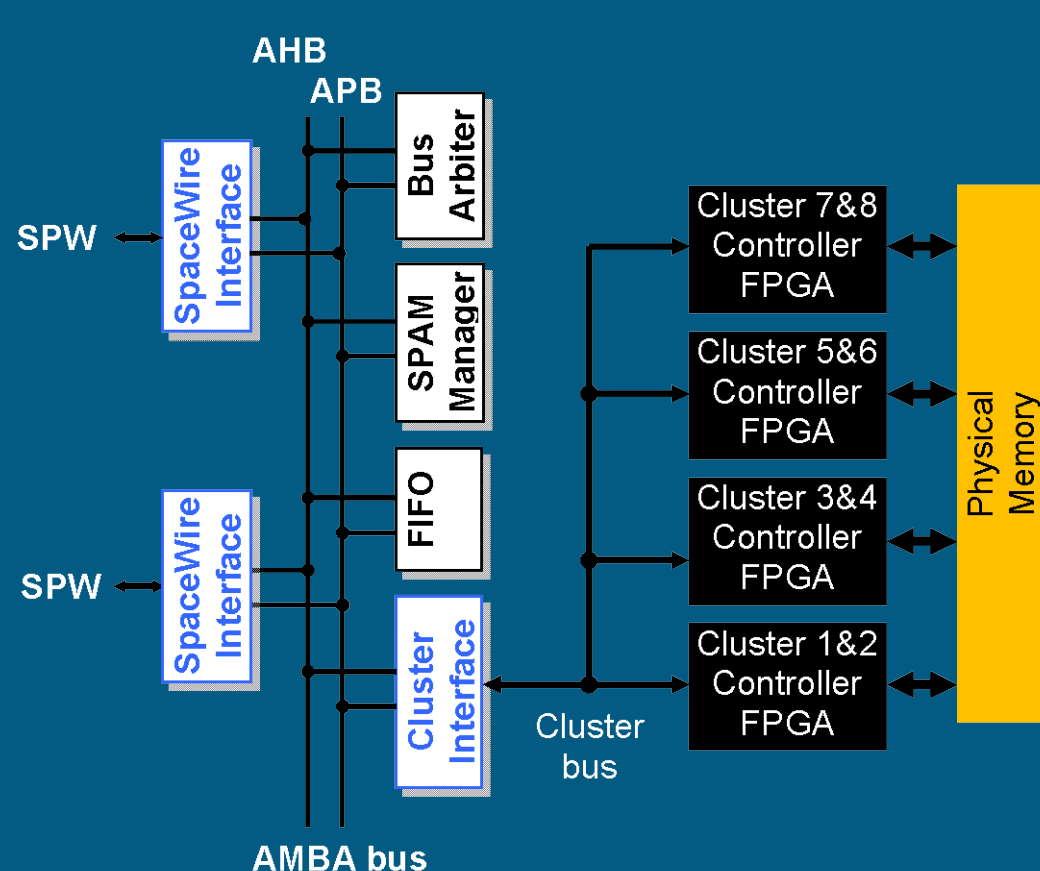 AHB
APB
SpaceWire
Interface
SPW
Bus
Arbiter
SPAM
Manager
FIFO
SpaceWire
Interface
SPW
Cluster
Interface
AMBA bus
Cluster
bus
Cluster 7&8
Controller
FPGA
Cluster 5&6
Controller
FPGA
Cluster 3&4
Controller
FPGA
Cluster 1&2
Controller
FPGA
Physical
Memory